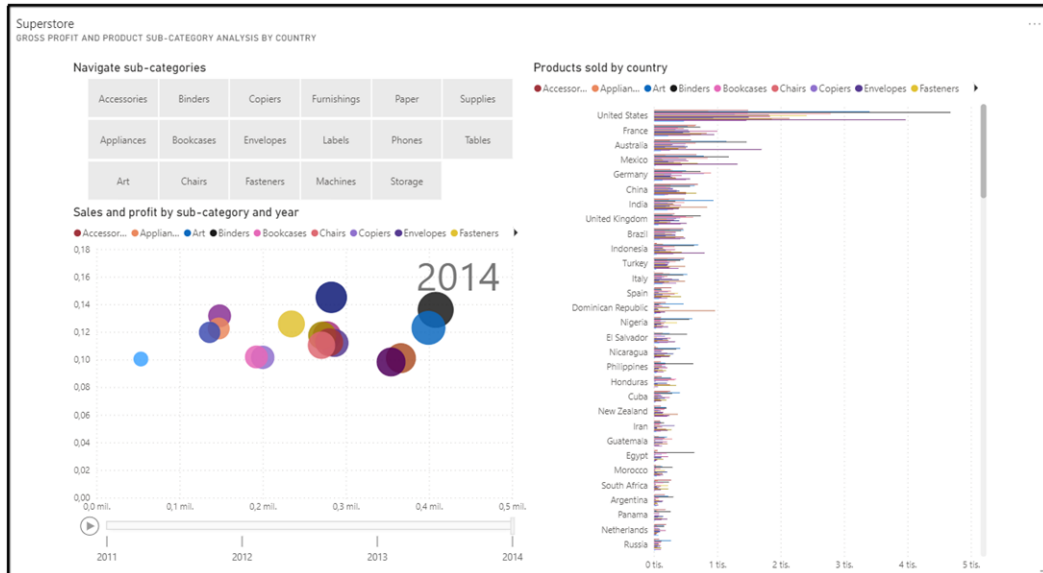 Superstore
GROSS PROFIT AND PRODUCT SUB-CATEGORY ANALYSIS BY COUNTRY
Navigate sub-categories
Accessories Binders Copiers Furnishings Paper Supplies
Appliances Bookcases Envelopes Labels Phones Tables
Art Chairs Fasteners Machines Storage
Sales and profit by sub-category and year
Accessor... Applian... Art Binders Bookcases Chairs Copiers Envelopes Fasteners
2014
0,18
0,16
0,14
0,12
0,10
0,08
0,06
0,04
0,02
0,00
0,0 mil. 0,1 mil. 0,2 mil. 0,3 mil. 0,4 mil. 0,5 mil.
2011 2012 2013 2014
Products sold by country
Accessor... Applian... Art Binders Bookcases Chairs Copiers Envelopes Fasteners
United States
France
Australia
Mexico
Germany
China
India
United Kingdom
Brazil
Indonesia
Turkey
Italy
Spain
Dominican Republic
Nigeria
El Salvador
Nicaragua
Philippines
Honduras
Cuba
New Zealand
Iran
Guatemala
Egypt
Morocco
South Africa
Argentina
Panama
Netherlands
Russia
0 tis. 1 tis. 2 tis. 3 tis. 4 tis. 5 tis.